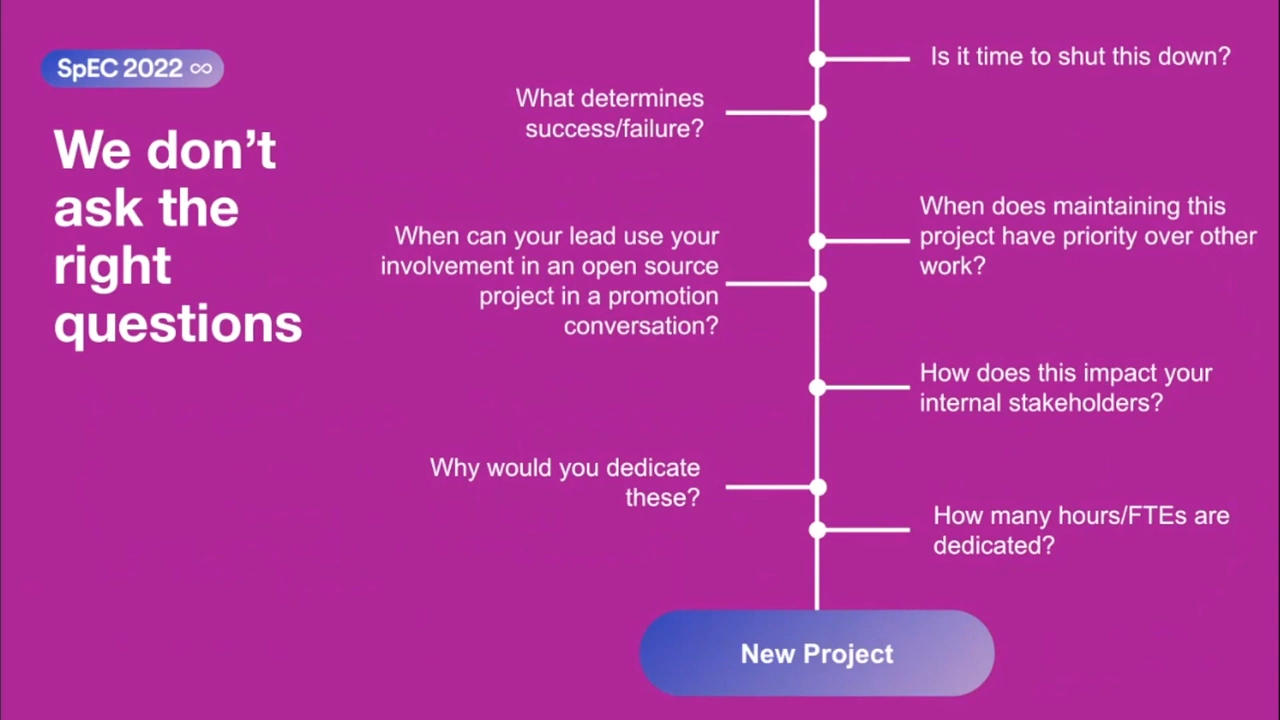 SpEC 2022 ∞
We don’t
ask the
right
questions
Is it time to shut this down?
What determines
success/failure?
When does maintaining this
project have priority over other
work?
When can your lead use your
involvement in an open source
project in a promotion
conversation?
How does this impact your
internal stakeholders?
Why would you dedicate
these?
How many hours/FTEs are
dedicated?
New Project